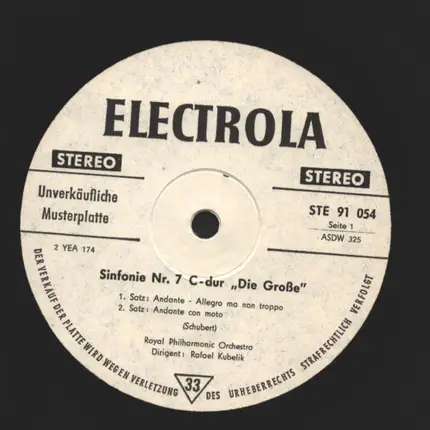 ELECTROLA
STEREO
STEREO
Unverkäufliche
Musterplatte
STE 91 054
Seite 1
ASDW 325
2 YEA 174
Sinfonie Nr. 7 C-dur „Die Große”
1. Satz: Andante - Allegro ma non troppo
2. Satz: Andante con moto
(Schubert)
Royal Philharmonic Orchestra
Dirigent: Rafael Kubelik
33
DER VERKAUF DER PLATTE WIRD WEGEN VERLETZUNG DES URHEBERRECHTS STRAFRECHTLICH VERFOLGT